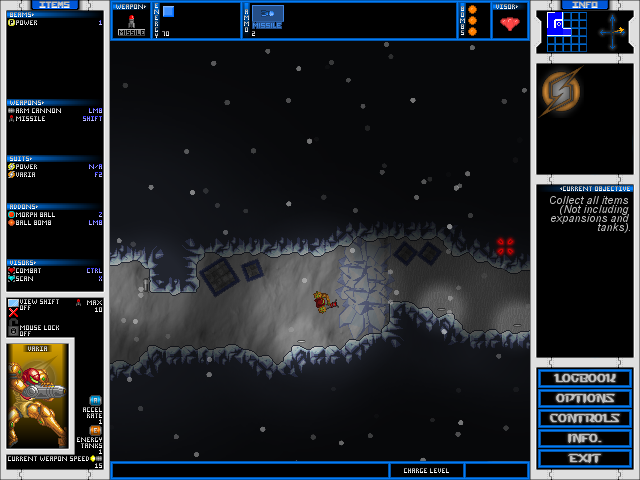 ITEMS
BEAMS
POWER 1
WEAPONS
ARM CANNON LMB
MISSILE SHIFT
SUITS
POWER N/A
VARIA F2
ADDONS
MORPH BALL Z
BALL BOMB LMB
VISORS
COMBAT CTRL
SCAN X
VIEW SHIFT
OFF
MAX
10
MOUSE LOCK
OFF
VARIA
ACCEL
RATE
1
ENERGY
TANKS
1
CURRENT WEAPON SPEED
15
WEAPON
MISSILE
ENERGY
70
AMMO
MISSILE
2
BOMBS
VISOR
CHARGE LEVEL
INFO
CURRENT OBJECTIVE
Collect all items
(Not including
expansions and
tanks).
LOGBOOK
OPTIONS
CONTROLS
INFO.
EXIT